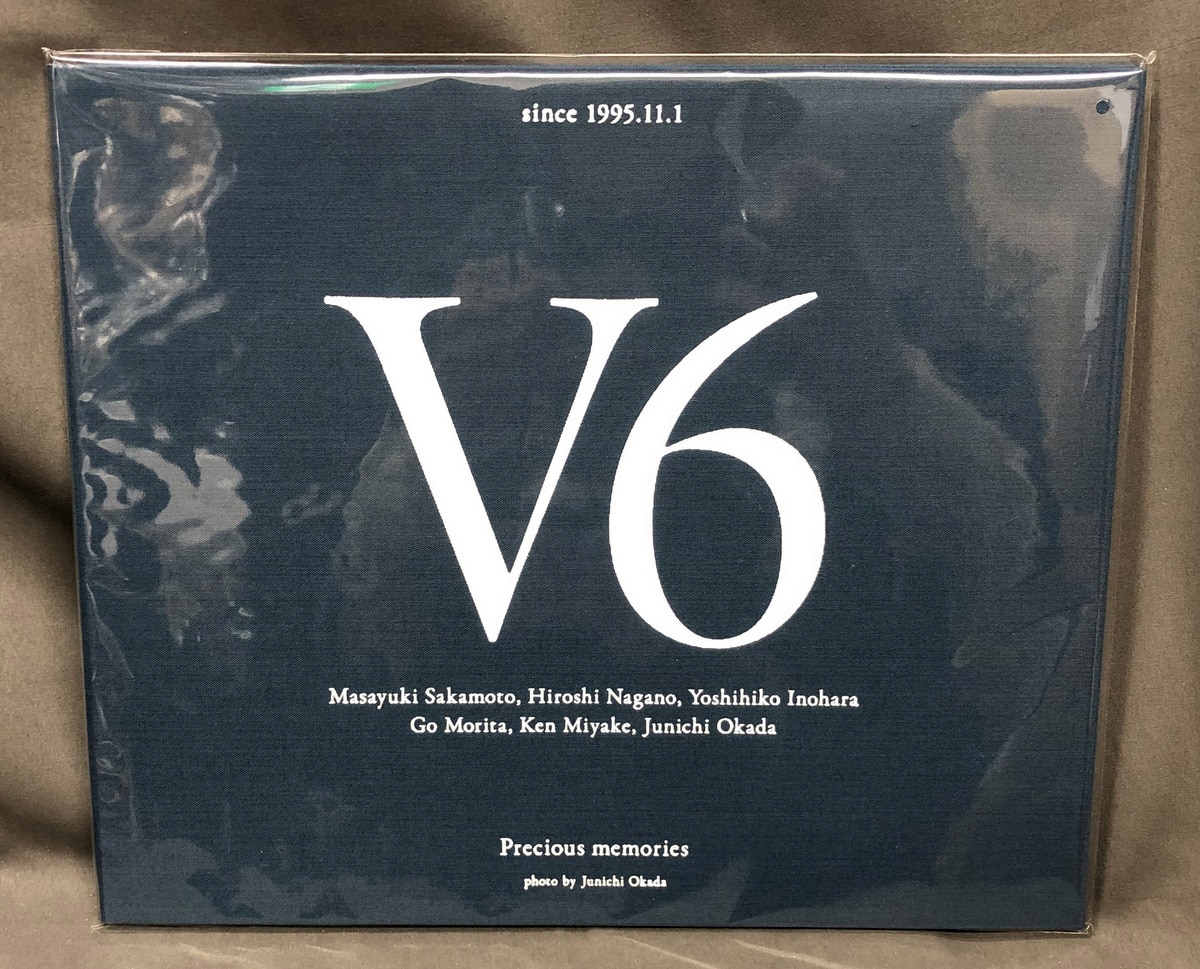 since 1995.11.1
V6
Masayuki Sakamoto, Hiroshi Nagano, Yoshihiko Inohara
Go Morita, Ken Miyake, Junichi Okada
Precious memories
photo by Junichi Okada